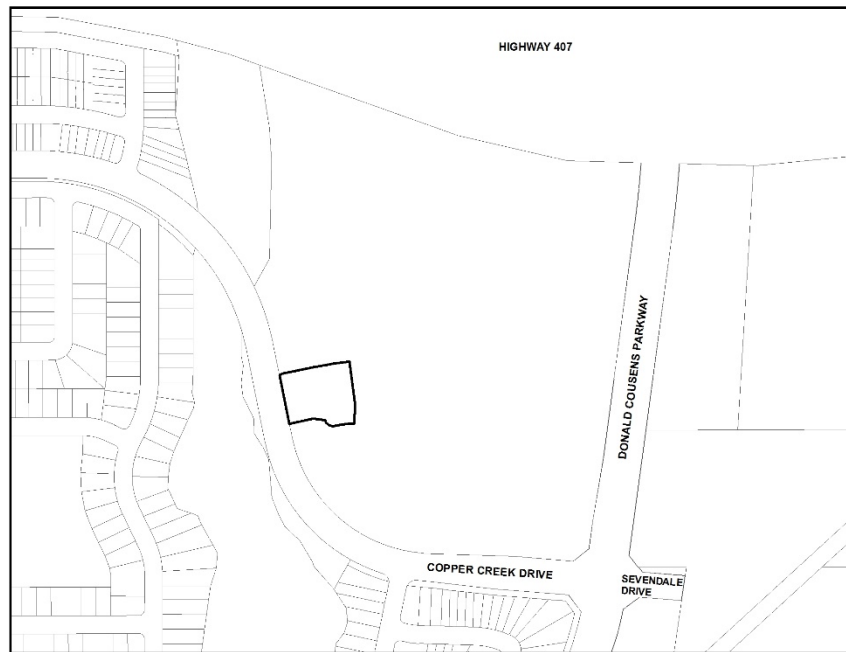 HIGHWAY 407
DONALD COUSENS PARKWAY
COPPER CREEK DRIVE
SEVENDALE
DRIVE